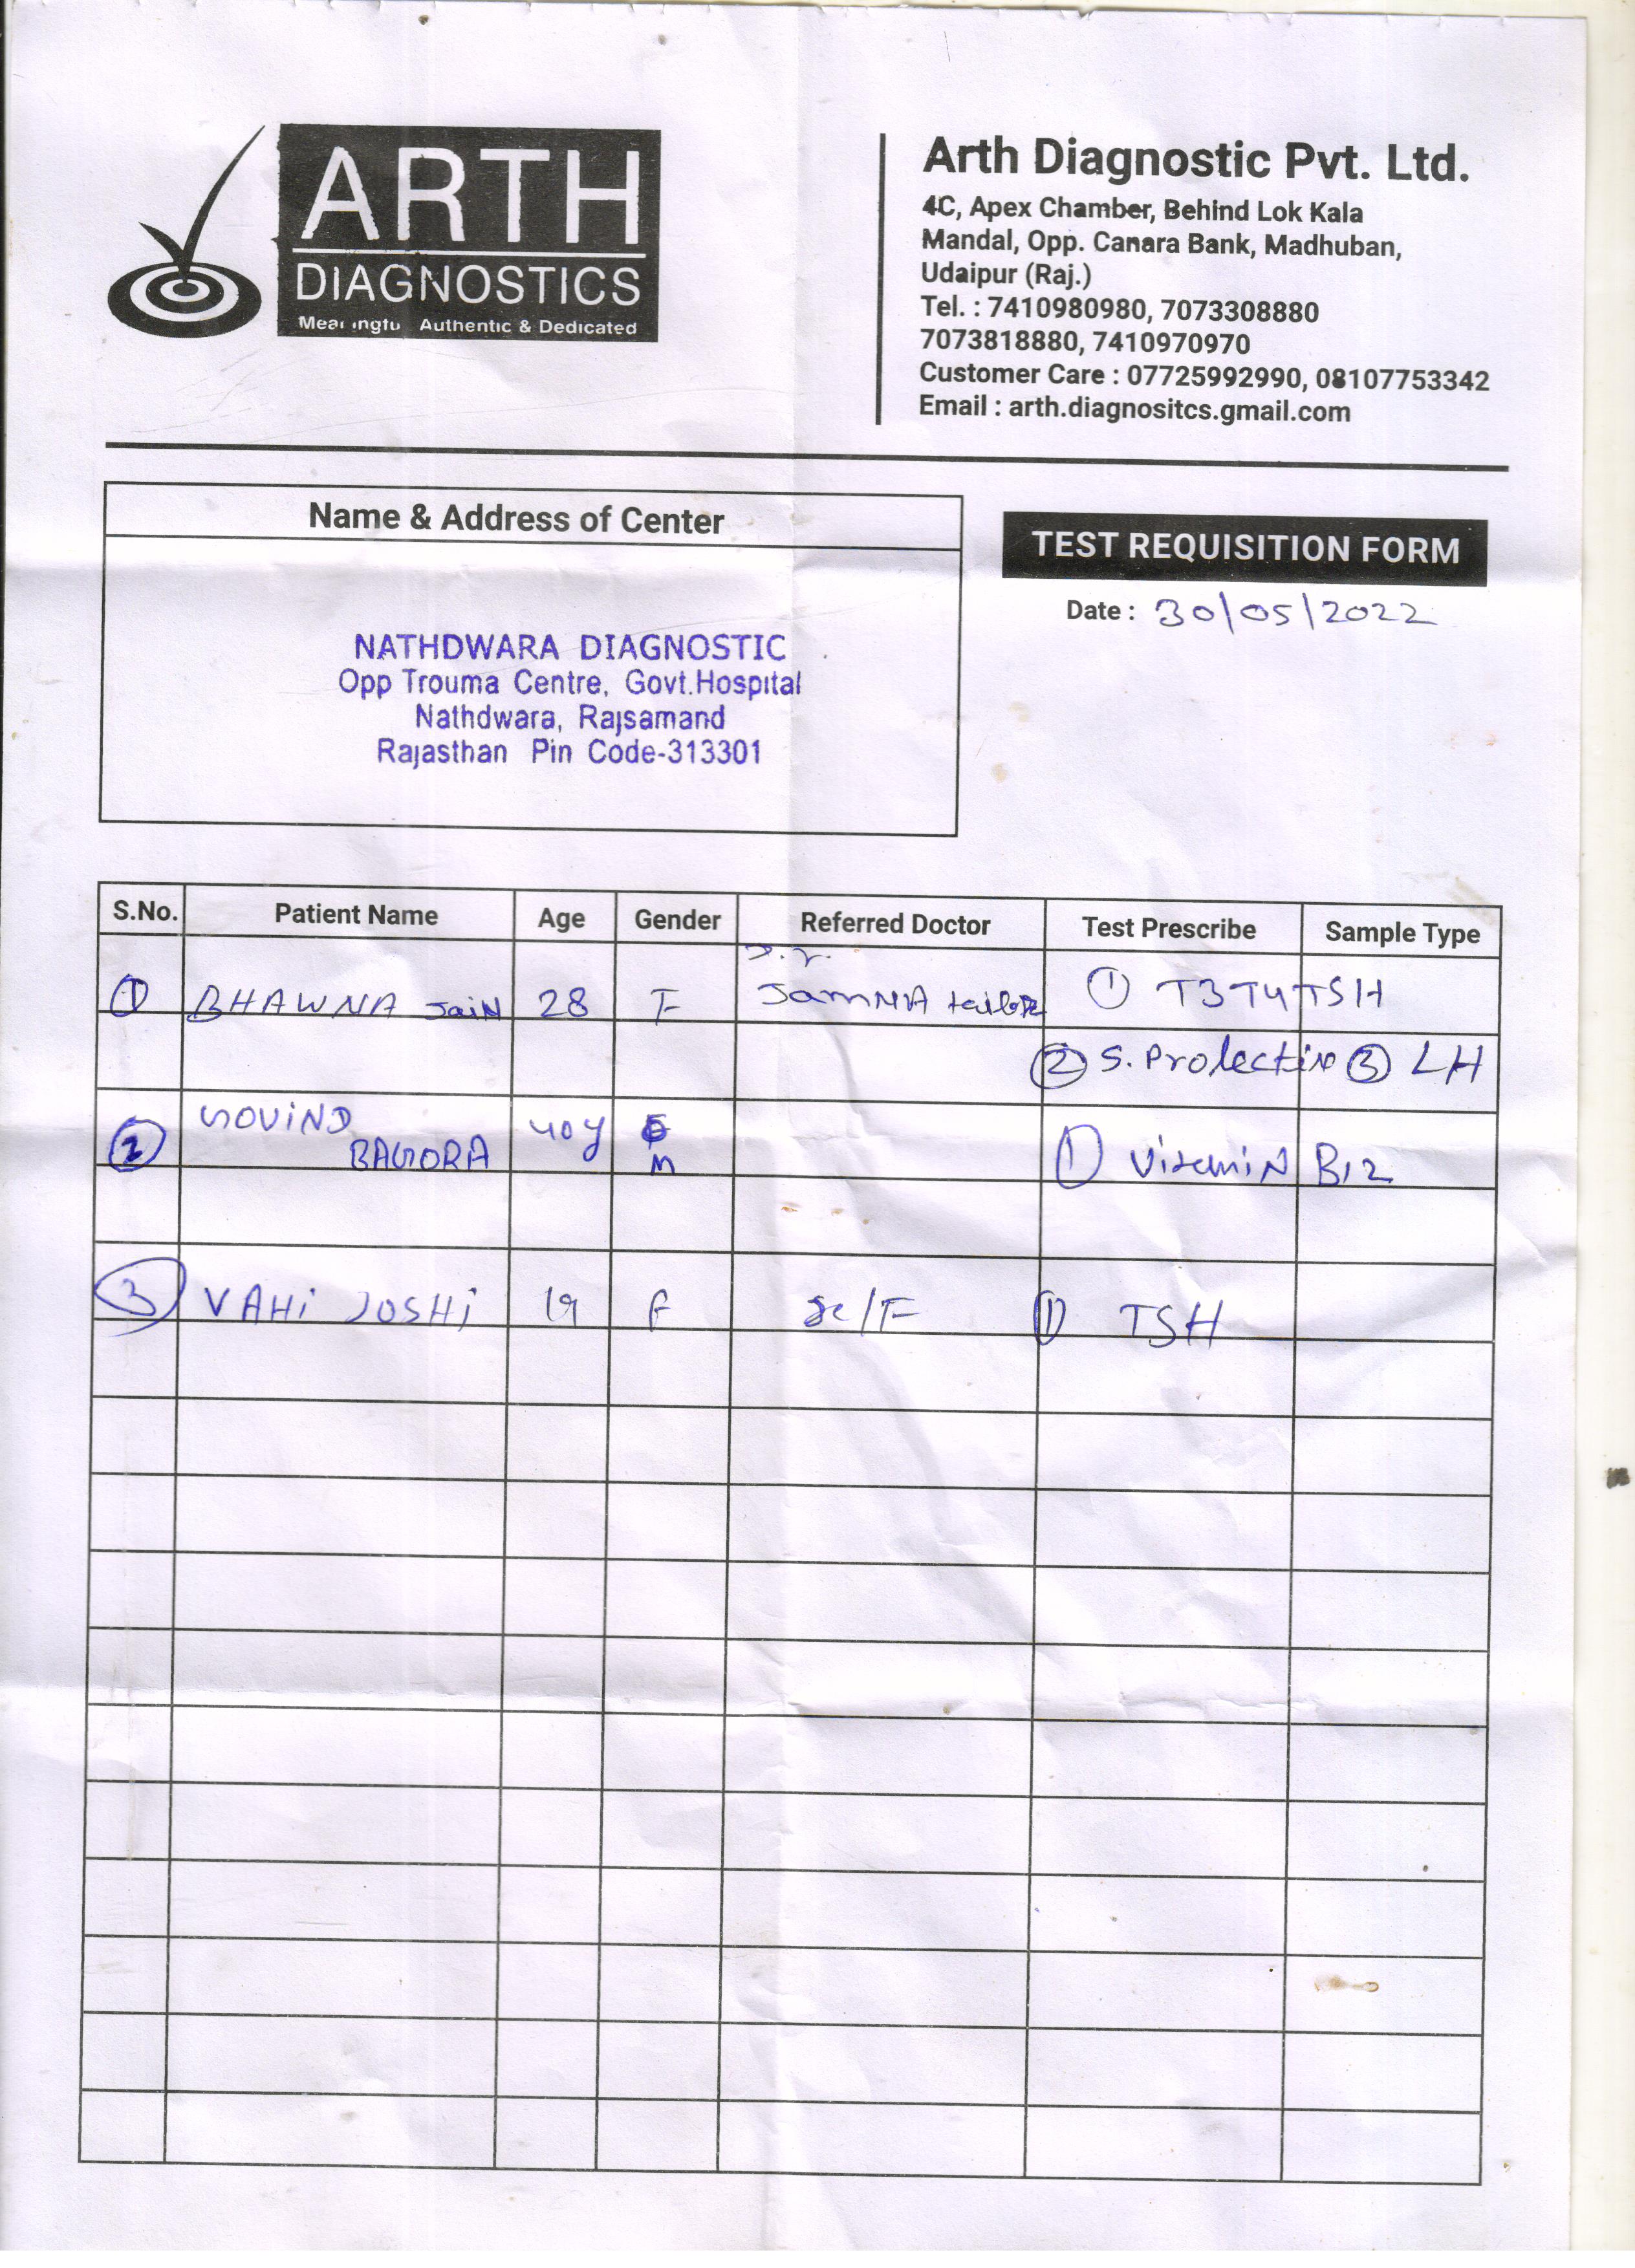 ARTH
DIAGNOSTICS
Authentic & Dedicated
Arth Diagnostic Pvt. Ltd.
4C, Apex Chamber, Behind Lok Kala
Mandal, Opp. Canara Bank, Madhuban,
Udaipur (Raj.)
Tel. : 7410980980, 7073308880
7073818880, 7410970970
Customer Care : 07725992990, 08107753342
Email : arth.diagnositcs.gmail.com
Name & Address of Center
TEST REQUISITION FORM
Date : 30/05/2022
NATHDWARA DIAGNOSTIC
Opp Trouma Centre, Govt.Hospital
Nathdwara, Rajsamand
Rajasthan Pin Code-313301
S.No. Patient Name Age Gender Referred Doctor Test Prescribe Sample Type
① BHAWNA JaiN 28 F D.r. JamNA tailor ① T3T4TSH
② S. Prolectine ③ LH
② GOViND BAGORA 40y M ① VitamiN B12
③ VAHi JOSHi 19 F Se/F ① TSH